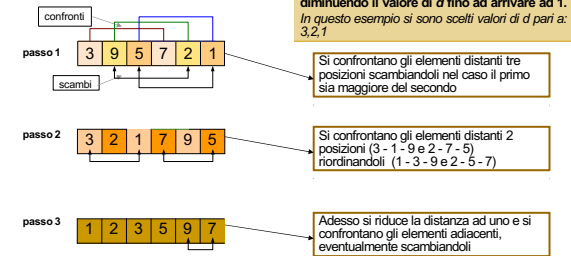 diminuendo il valore di d fino ad arrivare ad 1.
In questo esempio si sono scelti valori di d pari a:
3,2,1
confronti
passo 1
3 9 5 7 2 1
scambi
Si confrontano gli elementi distanti tre
posizioni scambiandoli nel caso il primo
sia maggiore del secondo
passo 2
3 2 1 7 9 5
Si confrontano gli elementi distanti 2
posizioni (3 - 1 - 9 e 2 - 7 - 5)
riordinandoli (1 - 3 - 9 e 2 - 5 - 7)
passo 3
1 2 3 5 9 7
Adesso si riduce la distanza ad uno e si
confrontano gli elementi adiacenti,
eventualmente scambiandoli